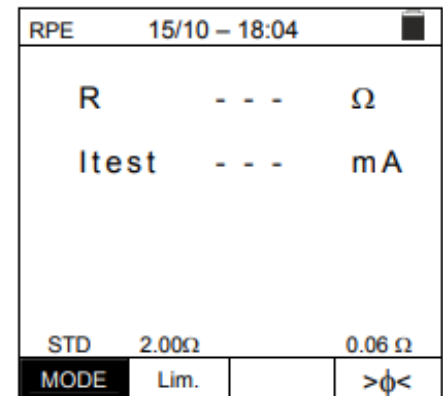 RPE 15/10 – 18:04
R - - - Ω
Itest - - - mA
STD 2.00Ω 0.06 Ω
MODE Lim. >ϕ<